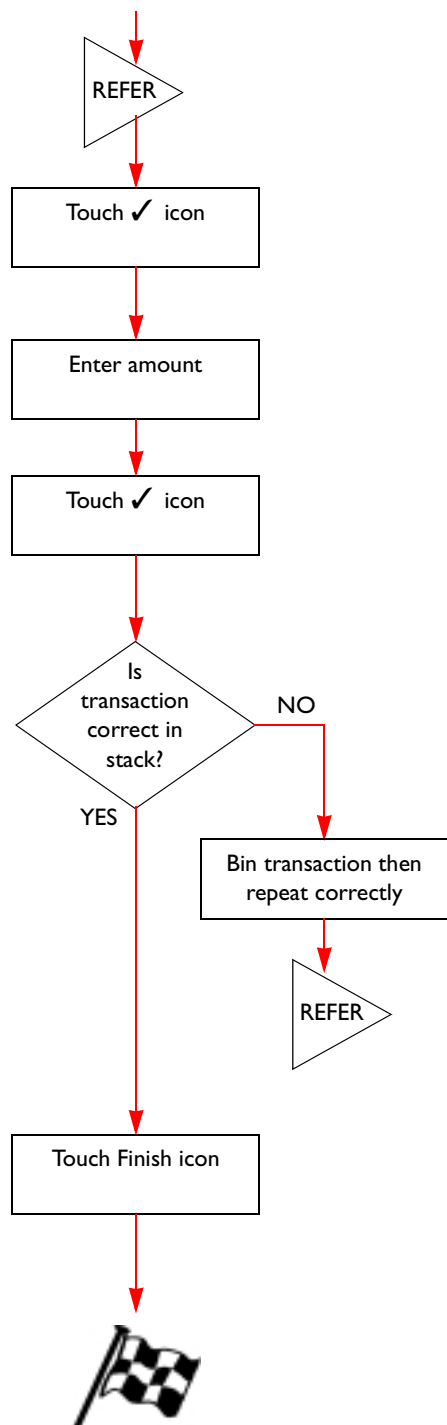 REFER
Touch ✓ icon
Enter amount
Touch ✓ icon
Is
transaction
correct in
stack?
NO
YES
Bin transaction then
repeat correctly
REFER
Touch Finish icon